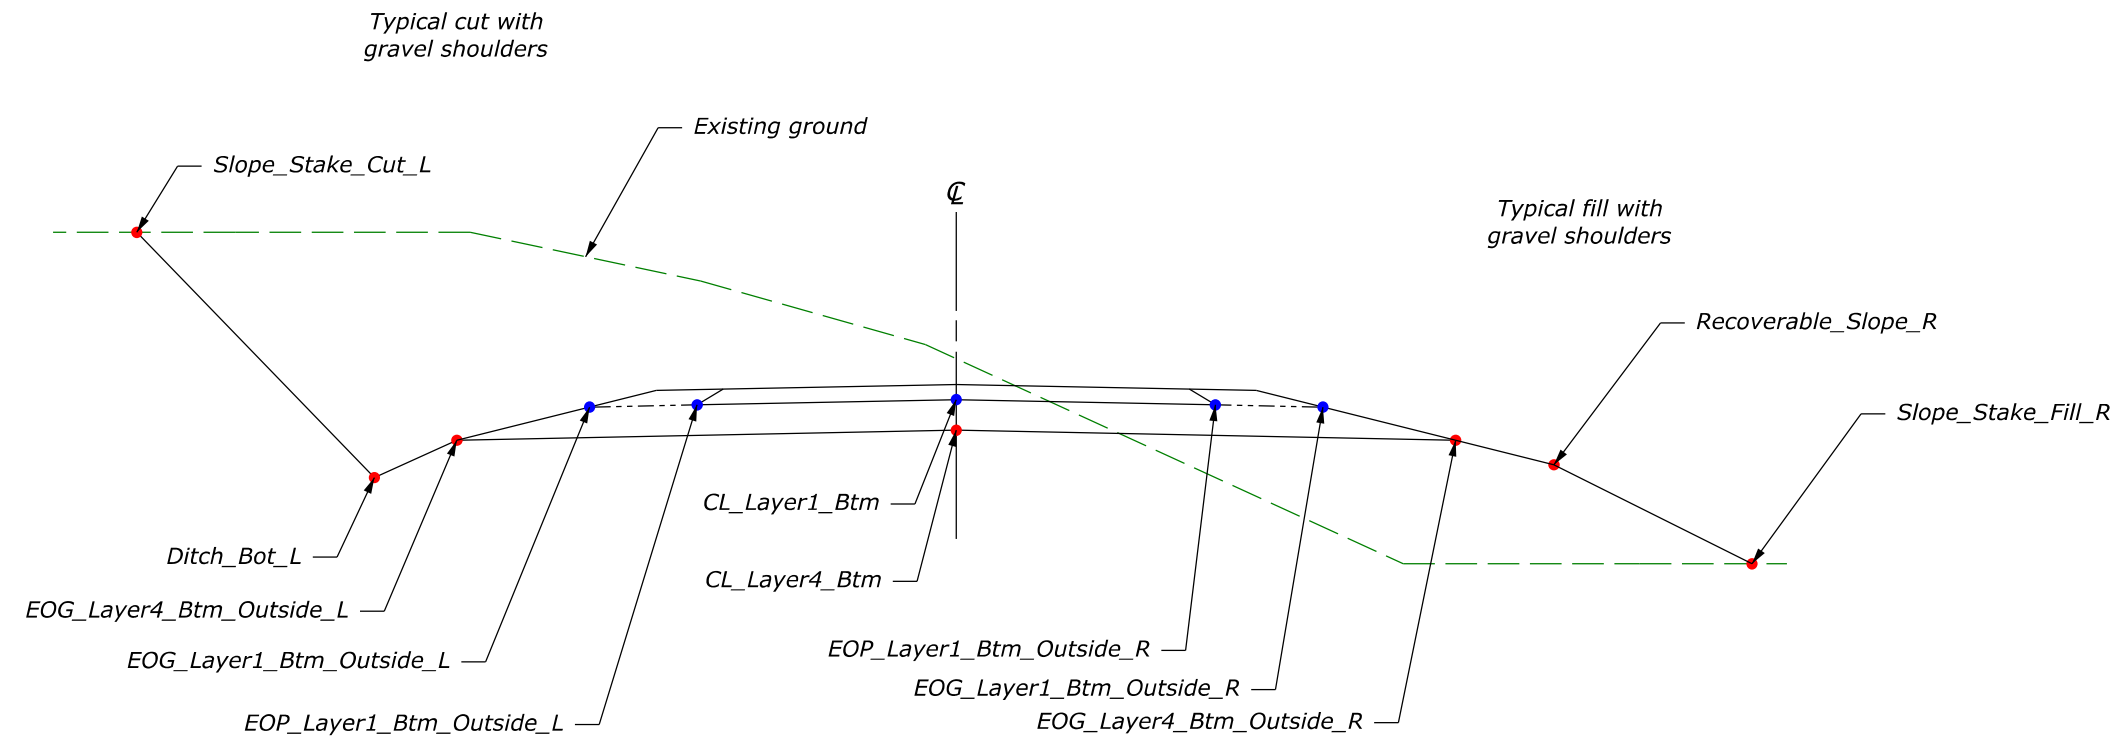 Typical cut with
gravel shoulders
Existing ground
Slope_Stake_Cut_L
℄
Typical fill with
gravel shoulders
Recoverable_Slope_R
Slope_Stake_Fill_R
CL_Layer1_Btm
Ditch_Bot_L
CL_Layer4_Btm
EOG_Layer4_Btm_Outside_L
EOP_Layer1_Btm_Outside_R
EOG_Layer1_Btm_Outside_L
EOG_Layer1_Btm_Outside_R
EOP_Layer1_Btm_Outside_L
EOG_Layer4_Btm_Outside_R